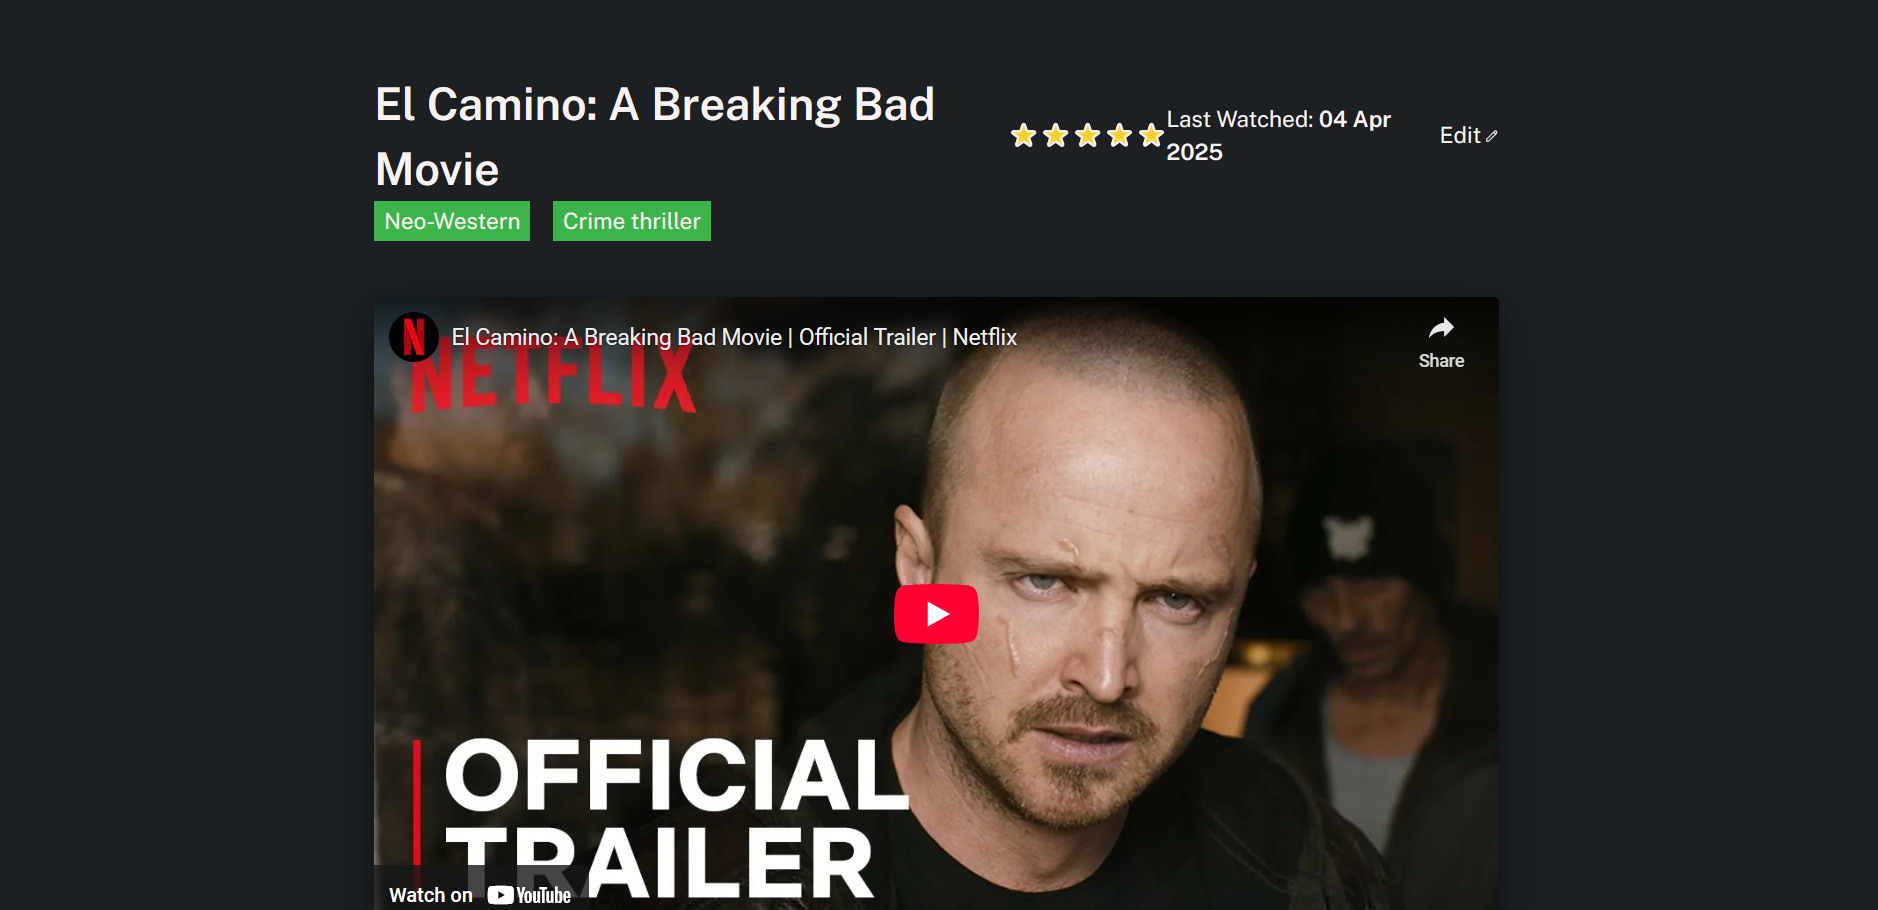 El Camino: A Breaking Bad
Movie
Last Watched: 04 Apr
2025
Edit
Neo-Western
Crime thriller
N
El Camino: A Breaking Bad Movie | Official Trailer | Netflix
Share
NETFLIX
OFFICIAL
TRAILER
Watch on YouTube